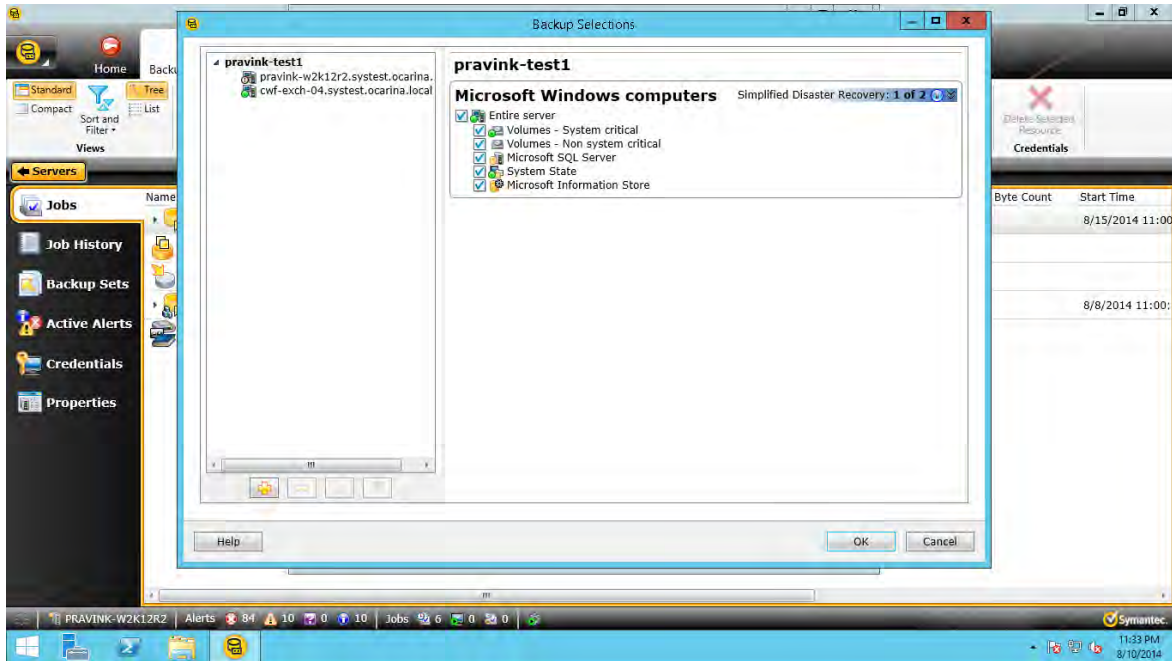 Backup Selections
Home
Backu
Standard
Compact
Sort and
Filter
Tree
List
Views
Delete Selected
Resource
Credentials
Servers
Jobs
Job History
Backup Sets
Active Alerts
Credentials
Properties
Name
Byte Count
Start Time
8/15/2014 11:00
8/8/2014 11:00:
pravink-test1
pravink-w2k12r2.systest.ocarina.
cwf-exch-04.systest.ocarina.local
pravink-test1
Microsoft Windows computers
Simplified Disaster Recovery: 1 of 2
Entire server
Volumes - System critical
Volumes - Non system critical
Microsoft SQL Server
System State
Microsoft Information Store
Help
OK
Cancel
PRAVINK-W2K12R2
Alerts 84 10 0 10
Jobs 6 0 0
Symantec.
11:33 PM
8/10/2014